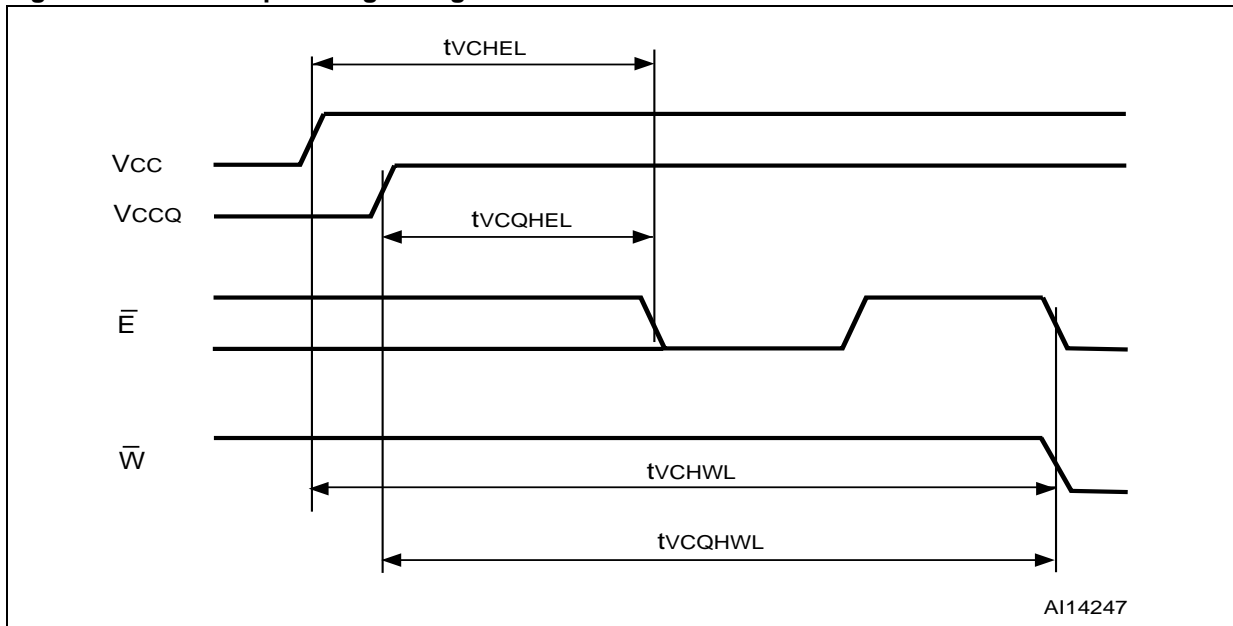 tVCHEL
VCC
VCCQ
tVCQHEL
E̅
W̅
tVCHWL
tVCQHWL
AI14247